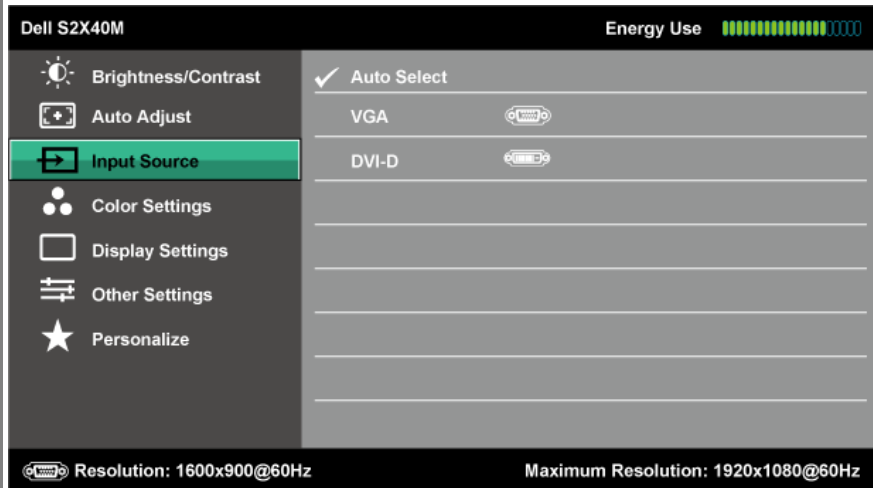 Dell S2X40M Energy Use
Brightness/Contrast Auto Select
Auto Adjust VGA
Input Source DVI-D
Color Settings
Display Settings
Other Settings
Personalize
Resolution: 1600x900@60Hz Maximum Resolution: 1920x1080@60Hz